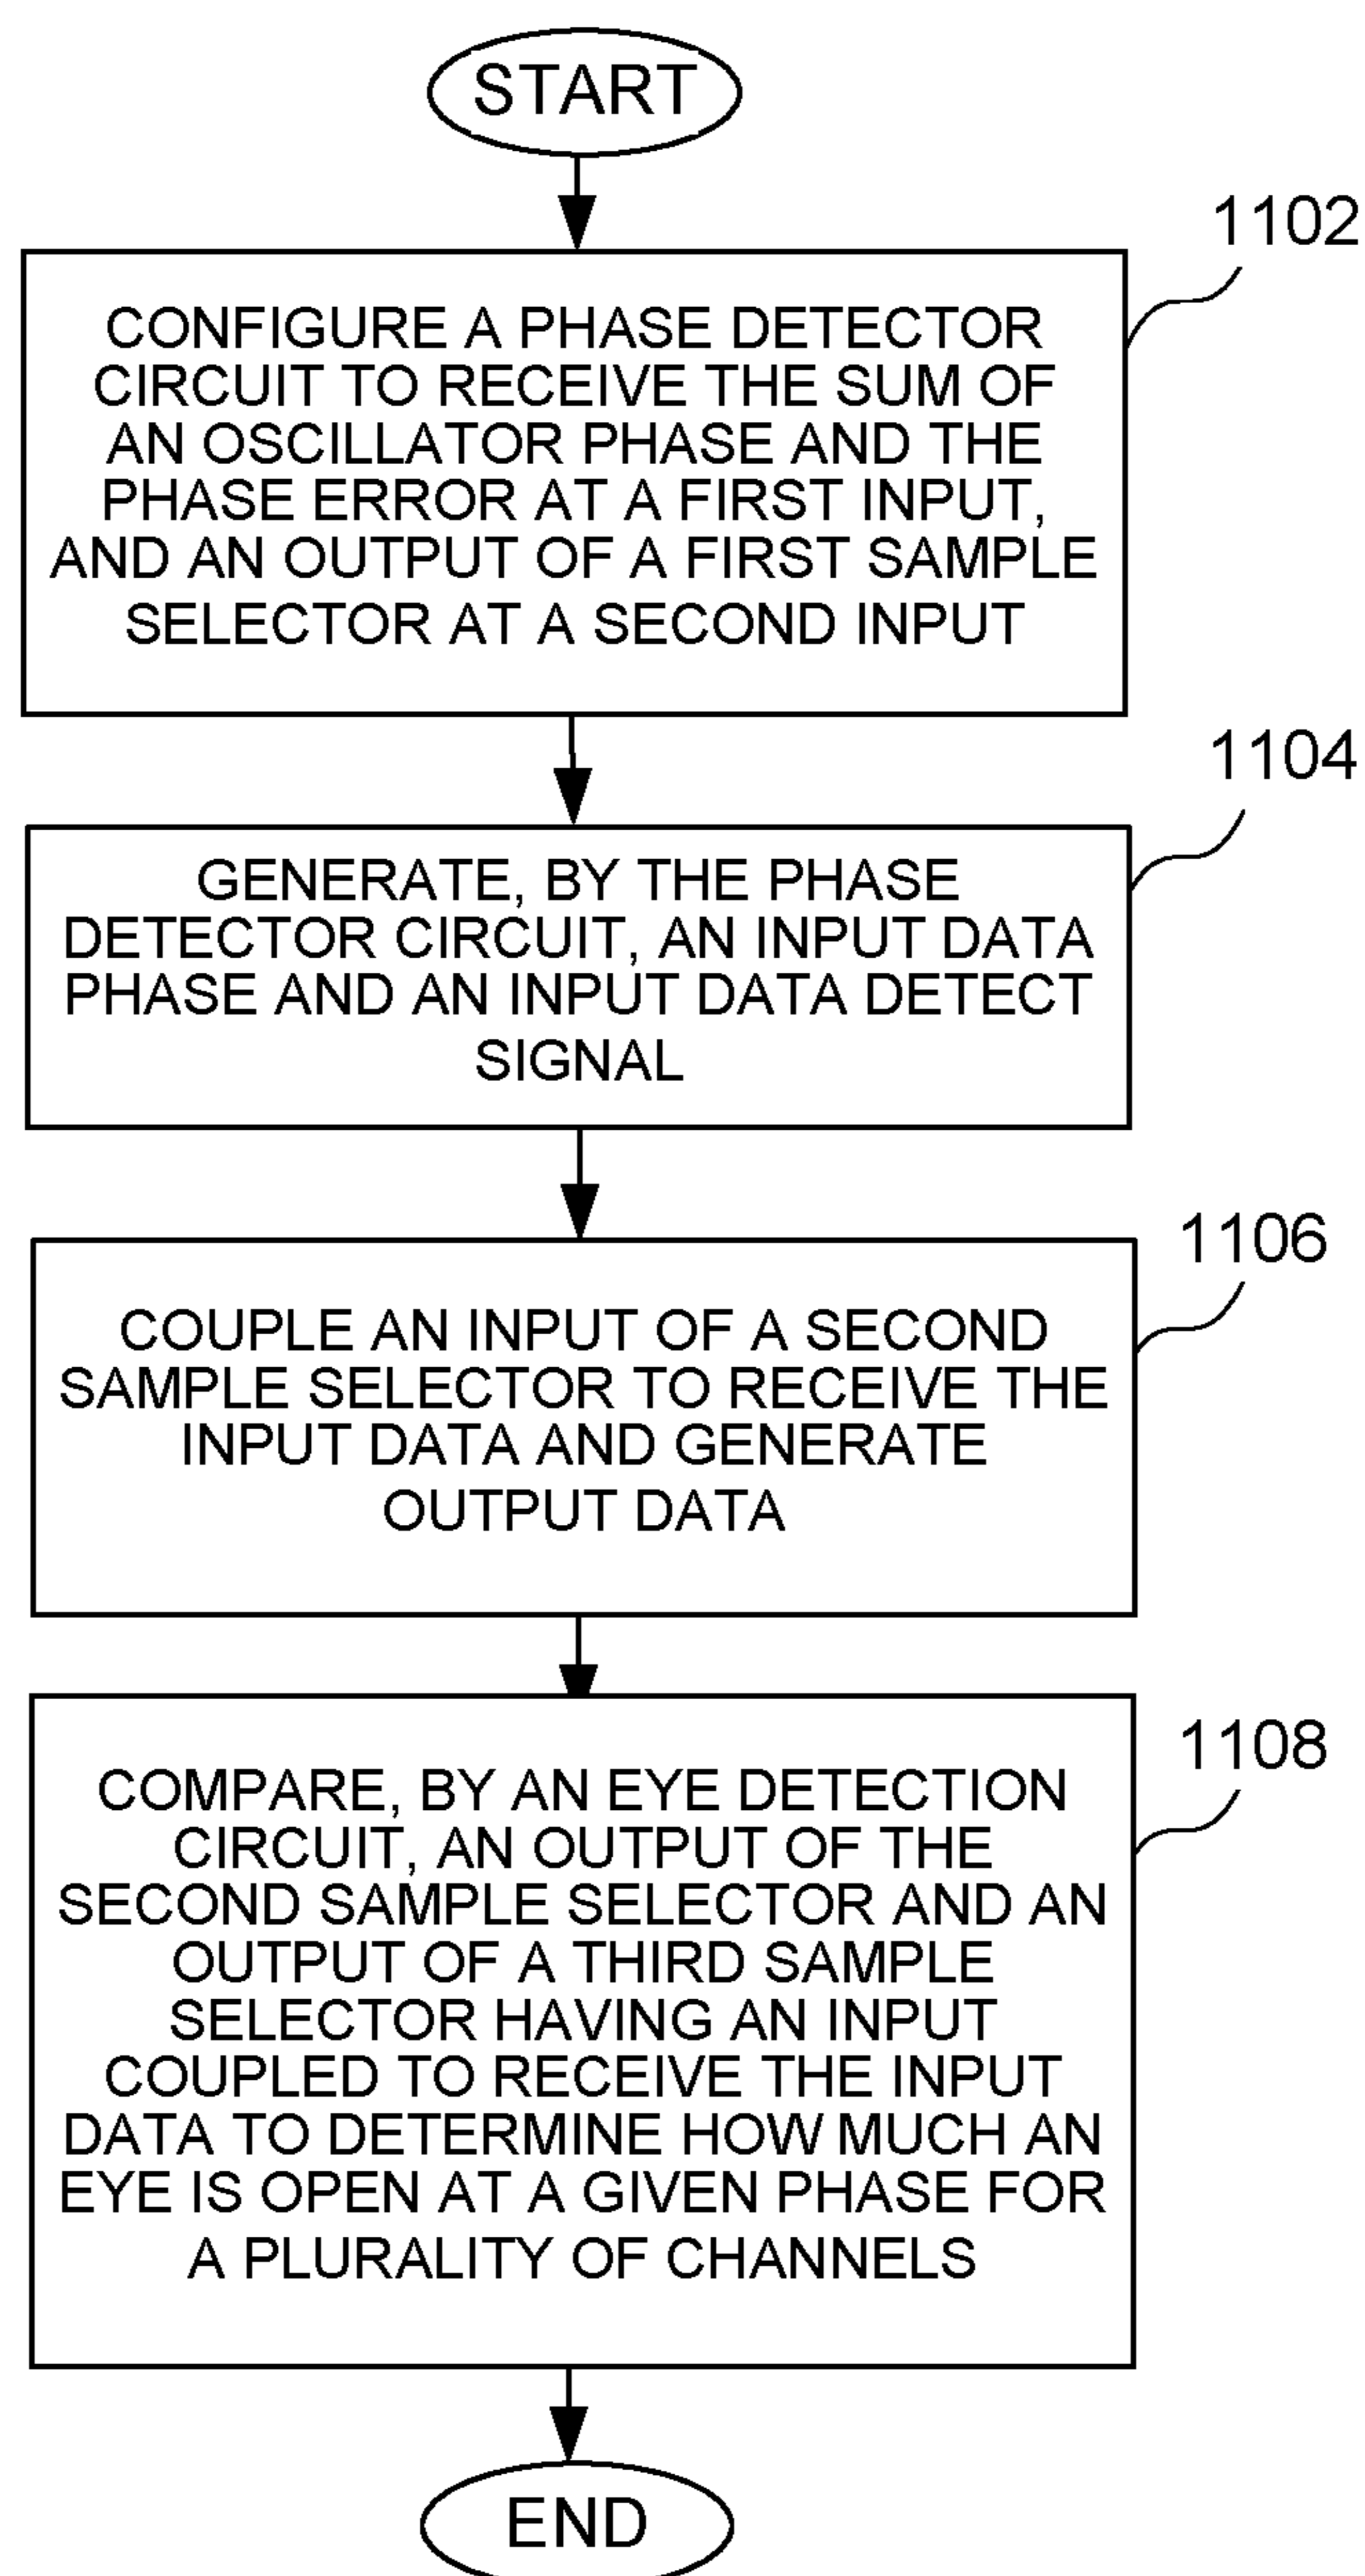 START
1102
CONFIGURE A PHASE DETECTOR
CIRCUIT TO RECEIVE THE SUM OF
AN OSCILLATOR PHASE AND THE
PHASE ERROR AT A FIRST INPUT,
AND AN OUTPUT OF A FIRST SAMPLE
SELECTOR AT A SECOND INPUT
1104
GENERATE, BY THE PHASE
DETECTOR CIRCUIT, AN INPUT DATA
PHASE AND AN INPUT DATA DETECT
SIGNAL
1106
COUPLE AN INPUT OF A SECOND
SAMPLE SELECTOR TO RECEIVE THE
INPUT DATA AND GENERATE
OUTPUT DATA
1108
COMPARE, BY AN EYE DETECTION
CIRCUIT, AN OUTPUT OF THE
SECOND SAMPLE SELECTOR AND AN
OUTPUT OF A THIRD SAMPLE
SELECTOR HAVING AN INPUT
COUPLED TO RECEIVE THE INPUT
DATA TO DETERMINE HOW MUCH AN
EYE IS OPEN AT A GIVEN PHASE FOR
A PLURALITY OF CHANNELS
END